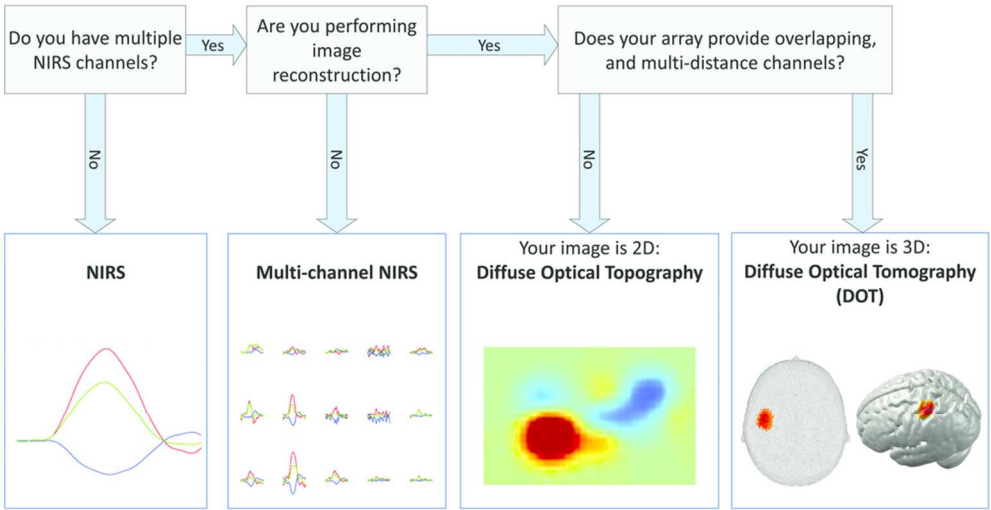 Do you have multiple
NIRS channels?
Yes
Are you performing
image
reconstruction?
Yes
Does your array provide overlapping,
and multi-distance channels?
No
No
No
Yes
NIRS
Multi-channel NIRS
Your image is 2D:
Diffuse Optical Topography
Your image is 3D:
Diffuse Optical Tomography
(DOT)